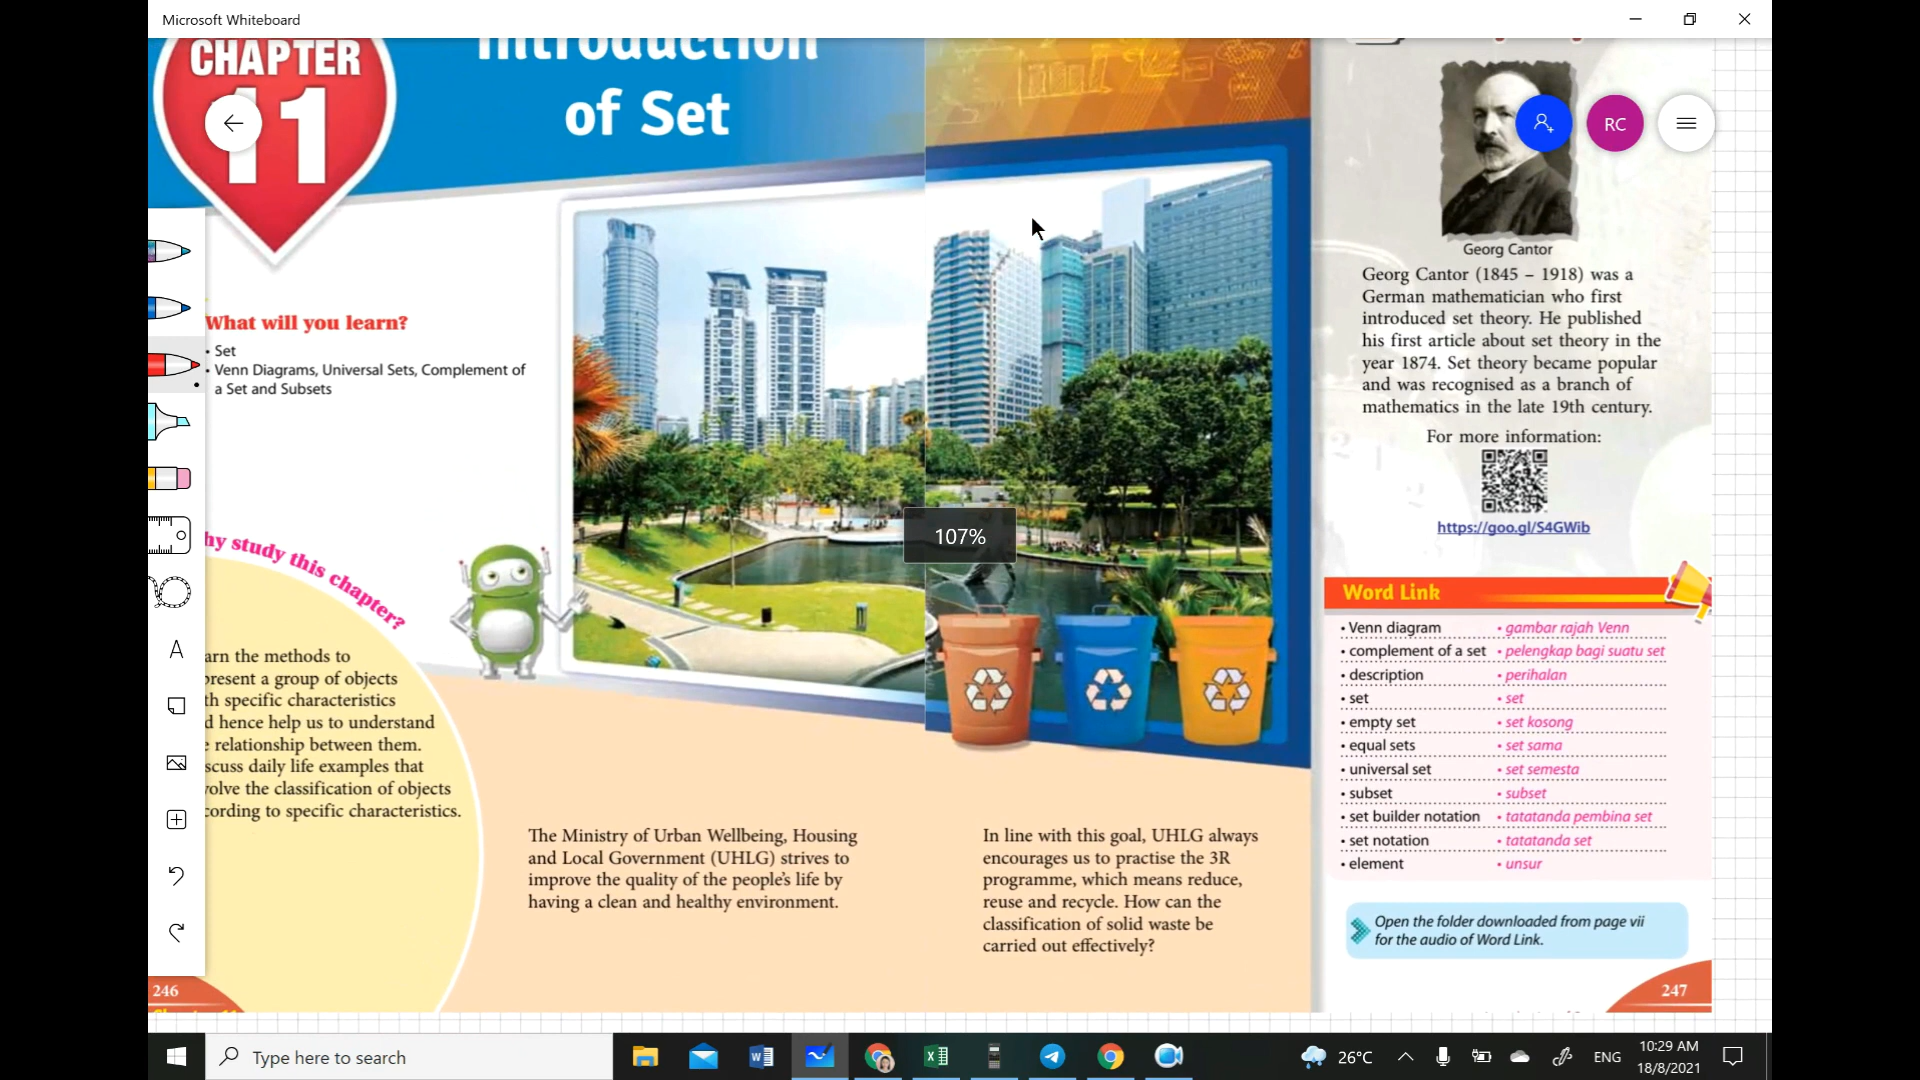 Microsoft Whiteboard
CHAPTER
11
Introduction
of Set
RC
What will you learn?
• Set
• Venn Diagrams, Universal Sets, Complement of
a Set and Subsets
hy study this chapter?
arn the methods to
present a group of objects
th specific characteristics
d hence help us to understand
e relationship between them.
scuss daily life examples that
volve the classification of objects
cording to specific characteristics.
107%
The Ministry of Urban Wellbeing, Housing
and Local Government (UHLG) strives to
improve the quality of the people's life by
having a clean and healthy environment.
In line with this goal, UHLG always
encourages us to practise the 3R
programme, which means reduce,
reuse and recycle. How can the
classification of solid waste be
carried out effectively?
Georg Cantor
Georg Cantor (1845 – 1918) was a
German mathematician who first
introduced set theory. He published
his first article about set theory in the
year 1874. Set theory became popular
and was recognised as a branch of
mathematics in the late 19th century.
For more information:
https://goo.gl/S4GWib
Word Link
• Venn diagram • gambar rajah Venn
• complement of a set • pelengkap bagi suatu set
• description • perihalan
• set • set
• empty set • set kosong
• equal sets • set sama
• universal set • set semesta
• subset • subset
• set builder notation • tatatanda pembina set
• set notation • tatatanda set
• element • unsur
Open the folder downloaded from page vii
for the audio of Word Link.
246
247
Type here to search
26°C
ENG
10:29 AM
18/8/2021